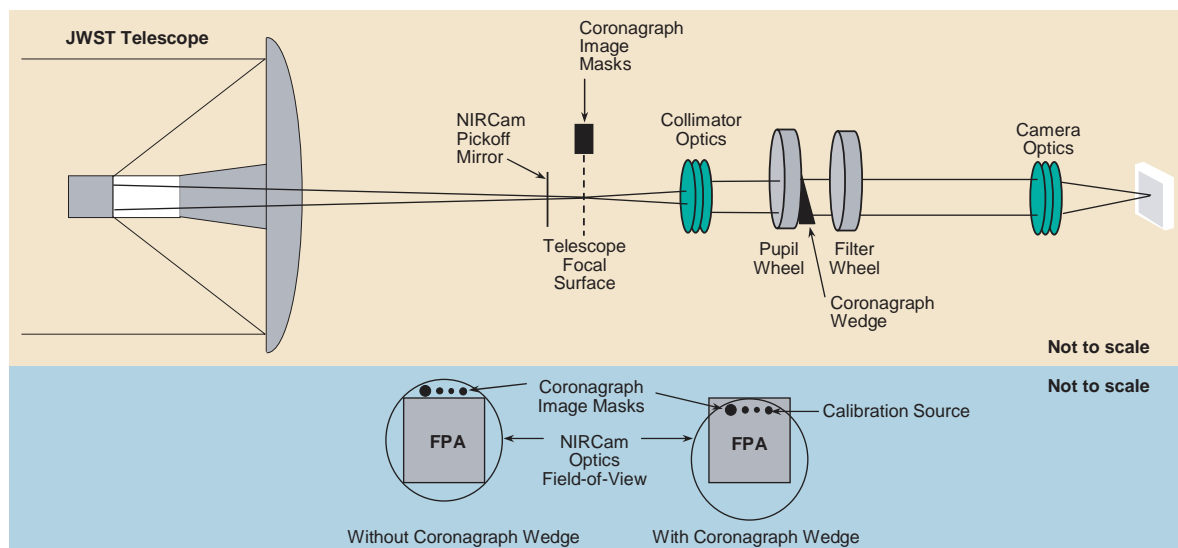 JWST Telescope
Coronagraph
Image
Masks
NIRCam
Pickoff
Mirror
Collimator
Optics
Camera
Optics
Telescope
Focal
Surface
Pupil
Wheel
Filter
Wheel
Coronagraph
Wedge
Not to scale
Not to scale
Coronagraph
Image Masks
Calibration Source
FPA
NIRCam
Optics
Field-of-View
FPA
Without Coronagraph Wedge
With Coronagraph Wedge